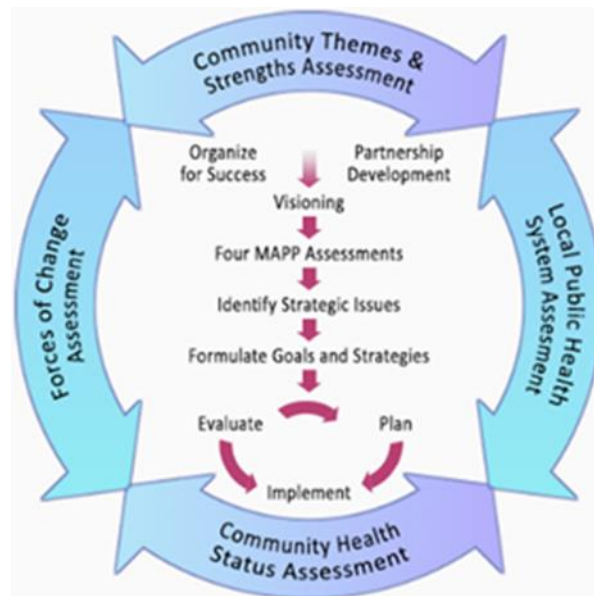 Community Themes &
Strengths Assessment
Organize
for Success
Partnership
Development
Visioning
Four MAPP Assessments
Identify Strategic Issues
Formulate Goals and Strategies
Evaluate
Plan
Implement
Forces of Change
Assessment
Local Public Health
System Assesment
Community Health
Status Assessment